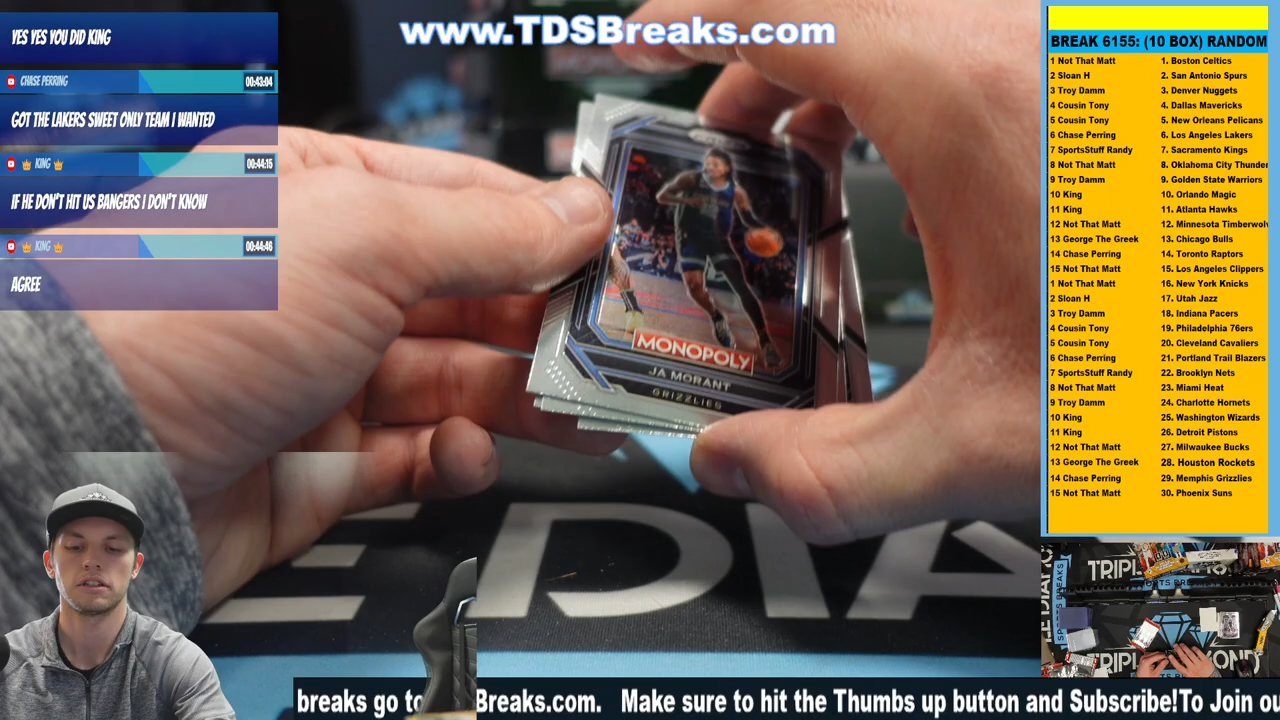 www.TDSBreaks.com
YES YES YOU DID KING
CHASE PERRING 00:43:04
GOT THE LAKERS SWEET ONLY TEAM I WANTED
KING 00:44:15
IF HE DON'T HIT US BANGERS I DON'T KNOW
KING 00:44:46
AGREE
MONOPOLY
JA MORANT
GRIZZLIES
BREAK 6155: (10 BOX) RANDOM
1 Not That Matt 1. Boston Celtics
2 Sloan H 2. San Antonio Spurs
3 Troy Damm 3. Denver Nuggets
4 Cousin Tony 4. Dallas Mavericks
5 Cousin Tony 5. New Orleans Pelicans
6 Chase Perring 6. Los Angeles Lakers
7 SportsStuff Randy 7. Sacramento Kings
8 Not That Matt 8. Oklahoma City Thunder
9 Troy Damm 9. Golden State Warriors
10 King 10. Orlando Magic
11 King 11. Atlanta Hawks
12 Not That Matt 12. Minnesota Timberwol
13 George The Greek 13. Chicago Bulls
14 Chase Perring 14. Toronto Raptors
15 Not That Matt 15. Los Angeles Clippers
1 Not That Matt 16. New York Knicks
2 Sloan H 17. Utah Jazz
3 Troy Damm 18. Indiana Pacers
4 Cousin Tony 19. Philadelphia 76ers
5 Cousin Tony 20. Cleveland Cavaliers
6 Chase Perring 21. Portland Trail Blazers
7 SportsStuff Randy 22. Brooklyn Nets
8 Not That Matt 23. Miami Heat
9 Troy Damm 24. Charlotte Hornets
10 King 25. Washington Wizards
11 King 26. Detroit Pistons
12 Not That Matt 27. Milwaukee Bucks
13 George The Greek 28. Houston Rockets
14 Chase Perring 29. Memphis Grizzlies
15 Not That Matt 30. Phoenix Suns
E DIA
TRIPL
TRIPL OND
breaks go to Breaks.com. Make sure to hit the Thumbs up button and Subscribe!To Join ou